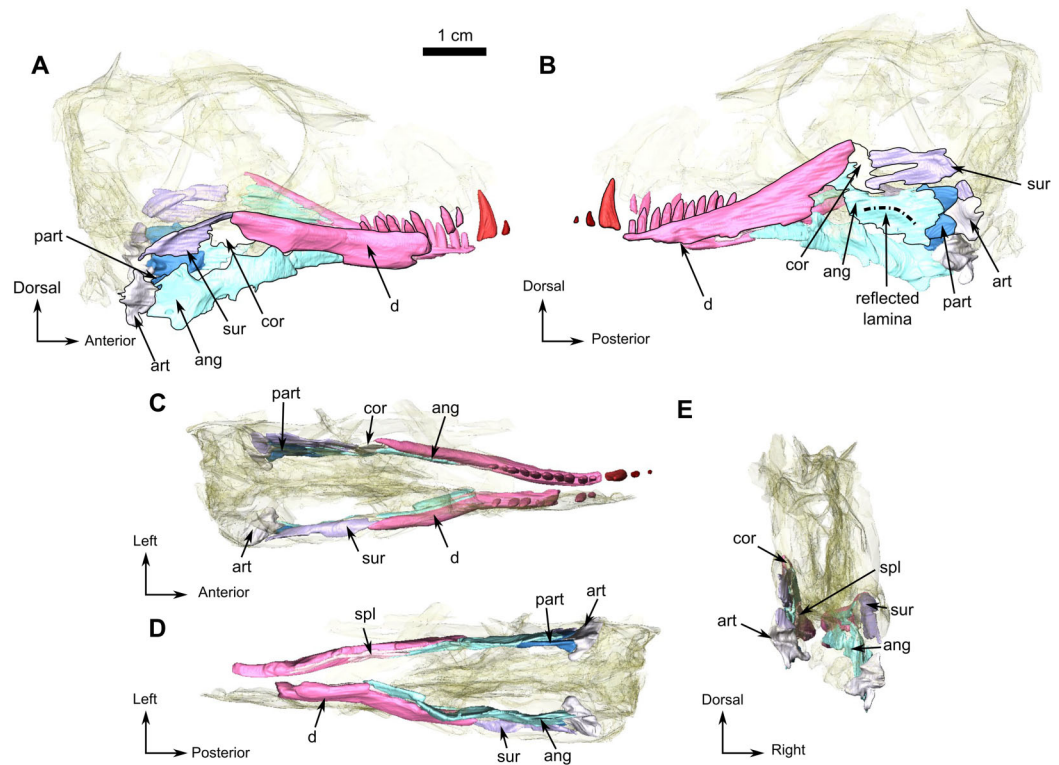 1 cm
A
part
Dorsal
Anterior
art
ang
sur
cor
d
B
sur
cor
ang
reflected
lamina
part
art
d
Dorsal
Posterior
C
part
cor
ang
Left
Anterior
art
sur
d
D
spl
part
art
Left
Posterior
d
sur
ang
E
cor
spl
art
sur
ang
Dorsal
Right